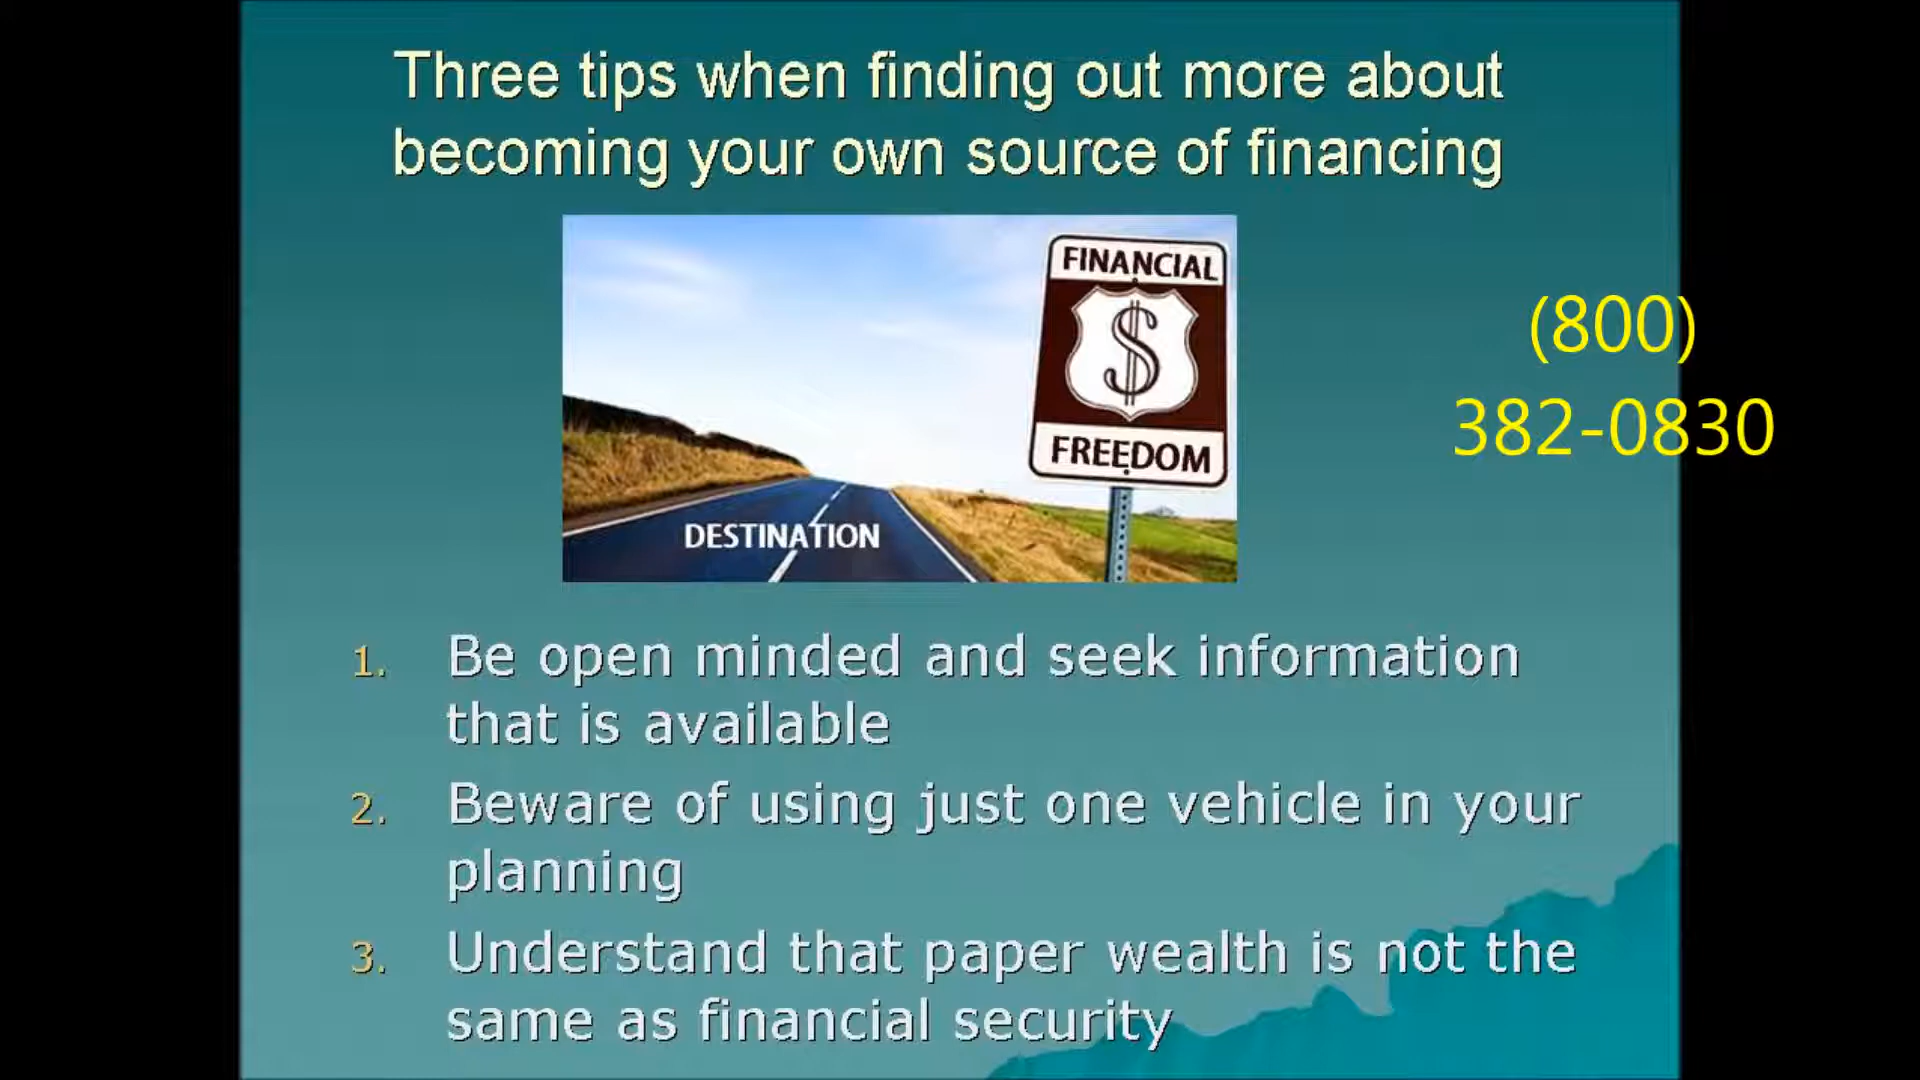 Three tips when finding out more about
becoming your own source of financing
FINANCIAL
$
FREEDOM
DESTINATION
(800)
382-0830
1. Be open minded and seek information
that is available
2. Beware of using just one vehicle in your
planning
3. Understand that paper wealth is not the
same as financial security